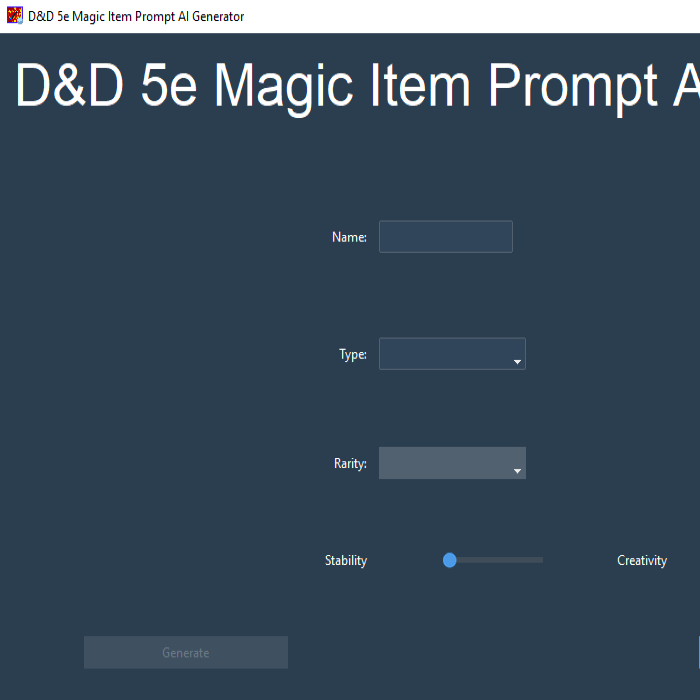 D&D 5e Magic Item Prompt AI Generator
D&D 5e Magic Item Prompt A
Name:
Type:
Rarity:
Stability
Creativity
Generate